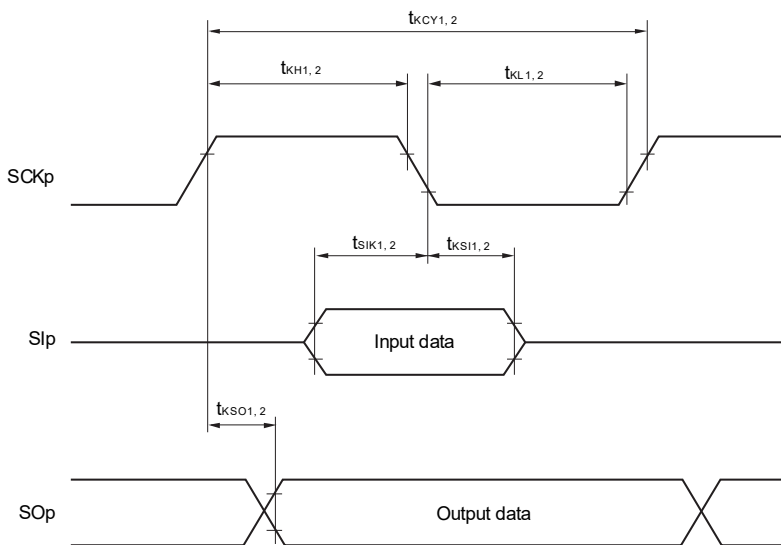 tKCY1, 2
tKH1, 2
tKL1, 2
SCKp
tSIK1, 2
tKSI1, 2
SIp
Input data
tKSO1, 2
SOp
Output data